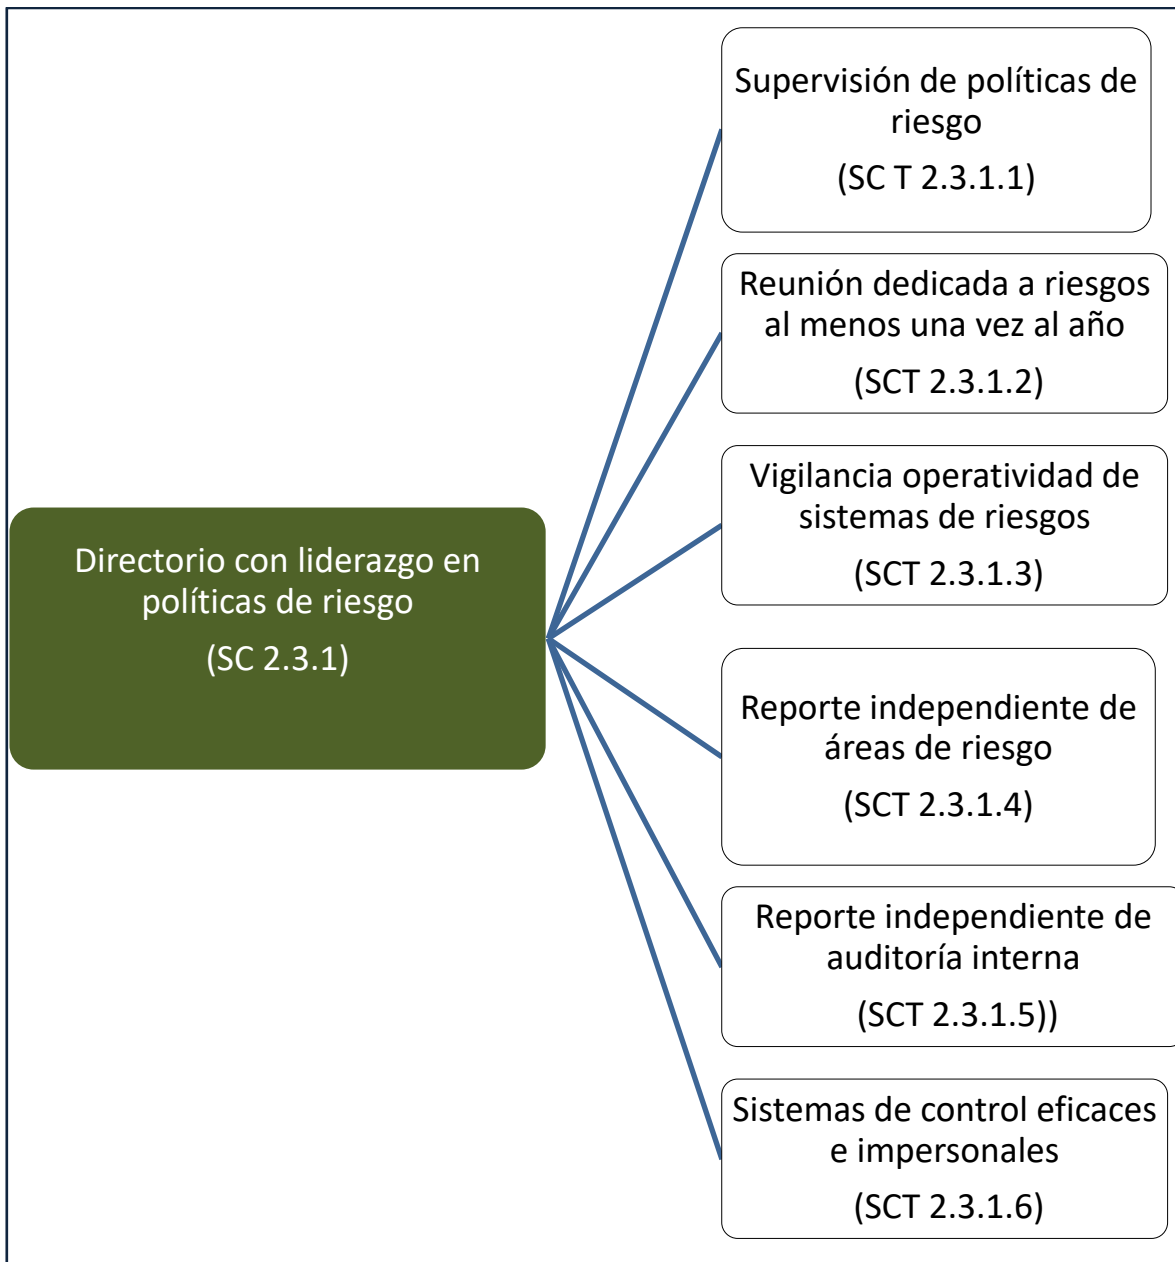 Directorio con liderazgo en
políticas de riesgo
(SC 2.3.1)
Supervisión de políticas de
riesgo
(SC T 2.3.1.1)
Reunión dedicada a riesgos
al menos una vez al año
(SCT 2.3.1.2)
Vigilancia operatividad de
sistemas de riesgos
(SCT 2.3.1.3)
Reporte independiente de
áreas de riesgo
(SCT 2.3.1.4)
Reporte independiente de
auditoría interna
(SCT 2.3.1.5))
Sistemas de control eficaces
e impersonales
(SCT 2.3.1.6)